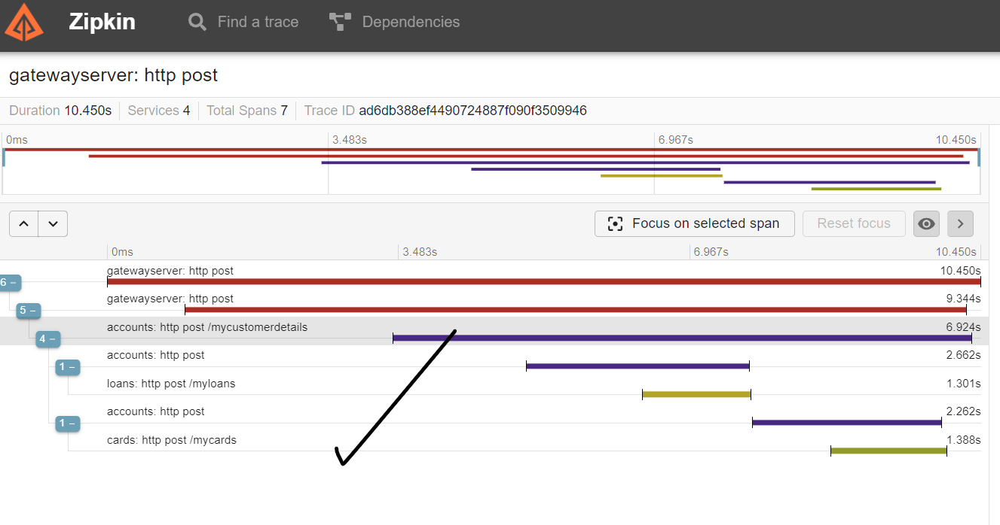 Zipkin Find a trace Dependencies
gatewayserver: http post
Duration 10.450s Services 4 Total Spans 7 Trace ID ad6db388ef4490724887f090f3509946
0ms 3.483s 6.967s 10.450s
Focus on selected span Reset focus
0ms 3.483s 6.967s 10.450s
gatewayserver: http post 10.450s
6 −
gatewayserver: http post 9.344s
5 −
accounts: http post /mycustomerdetails 6.924s
4 −
accounts: http post 2.662s
1 −
loans: http post /myloans 1.301s
accounts: http post 2.262s
1 −
cards: http post /mycards 1.388s